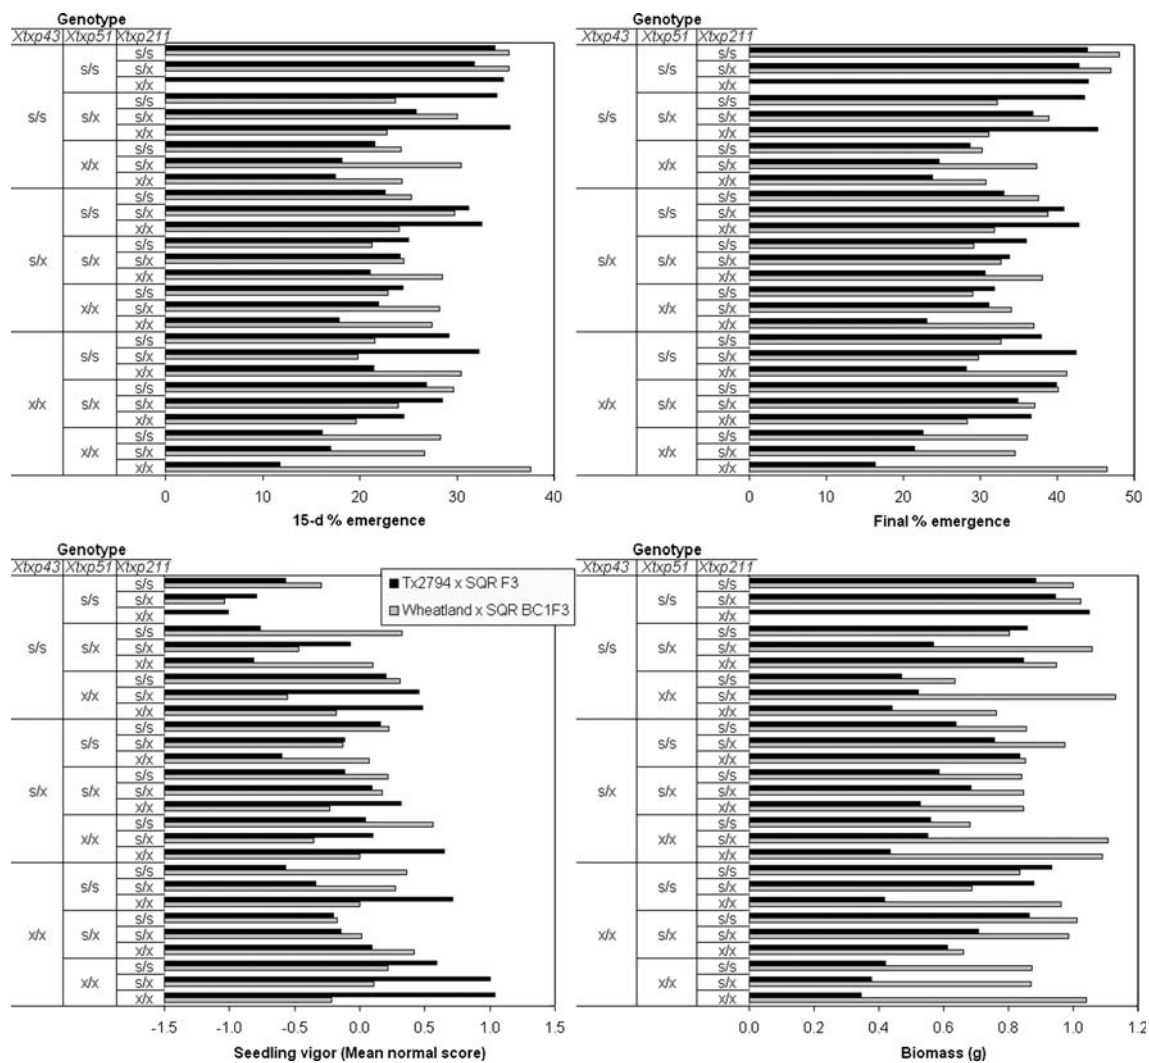 Genotype
Xtxp43 Xtxp51 Xtxp211
s/s
s/s s/x
x/x
s/s
s/s s/x s/x
x/x
s/s
x/x s/x
x/x
s/s
s/s s/x
x/x
s/s
s/x s/x s/x
x/x
s/s
x/x s/x
x/x
s/s
s/s s/x
x/x
s/s
x/x s/x s/x
x/x
s/s
x/x s/x
x/x
0 10 20 30 40
15-d % emergence
Genotype
Xtxp43 Xtxp51 Xtxp211
s/s
s/s s/x
x/x
s/s
s/s s/x s/x
x/x
s/s
x/x s/x
x/x
s/s
s/s s/x
x/x
s/s
s/x s/x s/x
x/x
s/s
x/x s/x
x/x
s/s
s/s s/x
x/x
s/s
x/x s/x s/x
x/x
s/s
x/x s/x
x/x
0 10 20 30 40 50
Final % emergence
Genotype
Xtxp43 Xtxp51 Xtxp211
s/s
s/s s/x
x/x
s/s
s/s s/x s/x
x/x
s/s
x/x s/x
x/x
s/s
s/s s/x
x/x
s/s
s/x s/x s/x
x/x
s/s
x/x s/x
x/x
s/s
s/s s/x
x/x
s/s
x/x s/x s/x
x/x
s/s
x/x s/x
x/x
-1.5 -1.0 -0.5 0.0 0.5 1.0 1.5
Seedling vigor (Mean normal score)
Tx2794 x SQR F3
Wheatland x SQR BC1F3
Genotype
Xtxp43 Xtxp51 Xtxp211
s/s
s/s s/x
x/x
s/s
s/s s/x s/x
x/x
s/s
x/x s/x
x/x
s/s
s/s s/x
x/x
s/s
s/x s/x s/x
x/x
s/s
x/x s/x
x/x
s/s
s/s s/x
x/x
s/s
x/x s/x s/x
x/x
s/s
x/x s/x
x/x
0.0 0.2 0.4 0.6 0.8 1.0 1.2
Biomass (g)